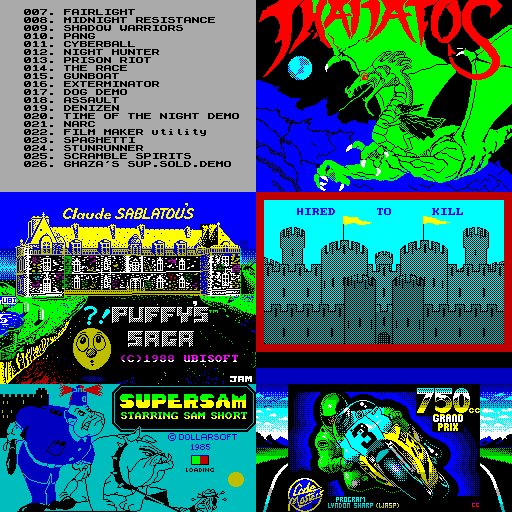 007. FAIRLIGHT
008. MIDNIGHT RESISTANCE
009. SHADOW WARRIORS
010. PANG
011. CYBERBALL
012. NIGHT HUNTER
013. PRISON RIOT
014. THE RACE
015. GUNBOAT
016. EXTERMINATOR
017. DOG DEMO
018. ASSAULT
019. DENIZEN
020. TIME OF THE NIGHT DEMO
021. NARC
022. FILM MAKER utility
023. SPAGHETTI
024. STUNRUNNER
025. SCRAMBLE SPIRITS
026. GHAZA'S SUP.SOLD.DEMO
THANATOS
Claude SABLATOU'S
UBI
?!PUFFY'S
SAGA
(C)1988 UBISOFT
JAM
HIRED TO KILL
SUPERSAM
STARRING SAM SHORT
© DOLLARSOFT
1985
LOADING
750cc
GRAND
PRIX
Code
Masters
PROGRAM
LYNDON SHARP (WASP)